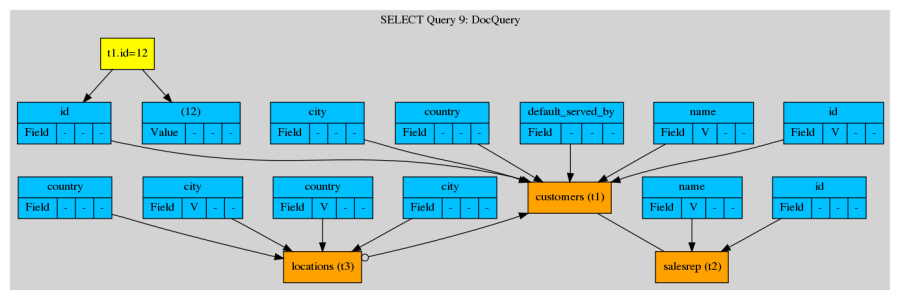 SELECT Query 9: DocQuery
t1.id=12
id
Field - - -
(12)
Value - - -
city
Field - - -
country
Field - - -
default_served_by
Field - - -
name
Field V - -
id
Field V - -
country
Field - - -
city
Field V - -
country
Field V - -
city
Field - - -
customers (t1)
name
Field V - -
id
Field - - -
locations (t3)
salesrep (t2)